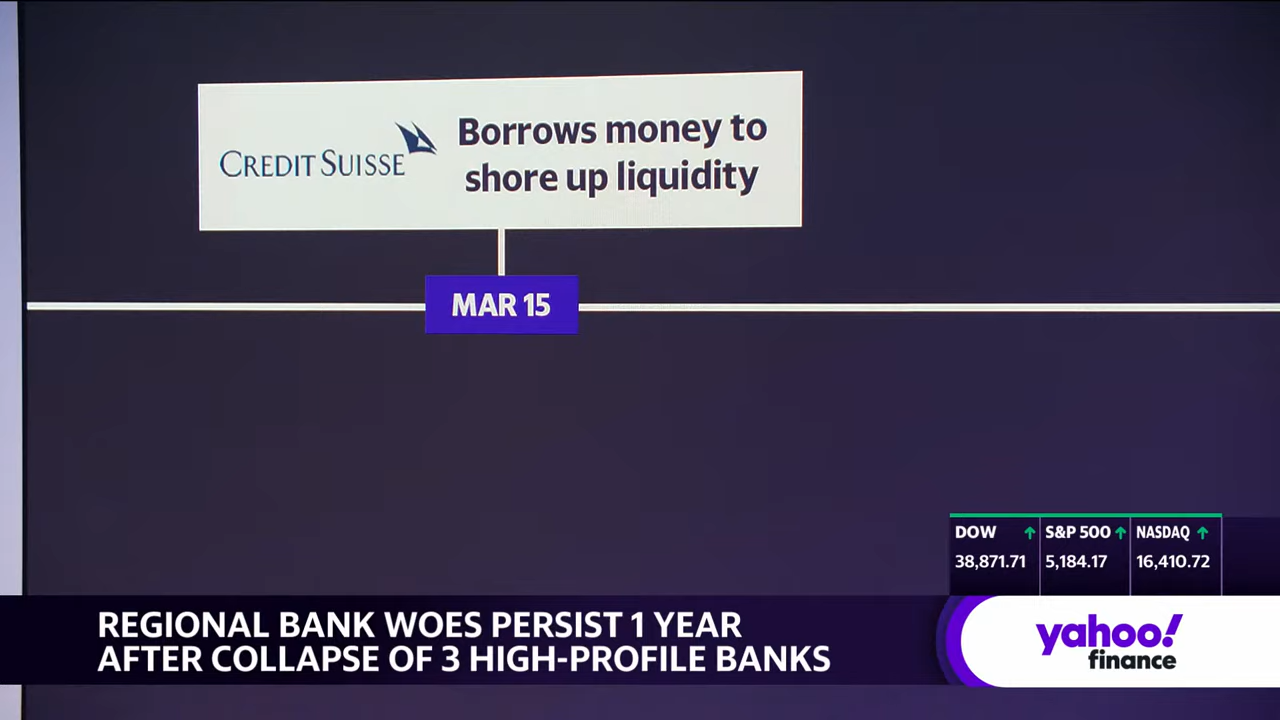 CREDIT SUISSE
Borrows money to
shore up liquidity
MAR 15
DOW
S&P 500
NASDAQ
38,871.71
5,184.17
16,410.72
REGIONAL BANK WOES PERSIST 1 YEAR
AFTER COLLAPSE OF 3 HIGH-PROFILE BANKS
yahoo!
finance